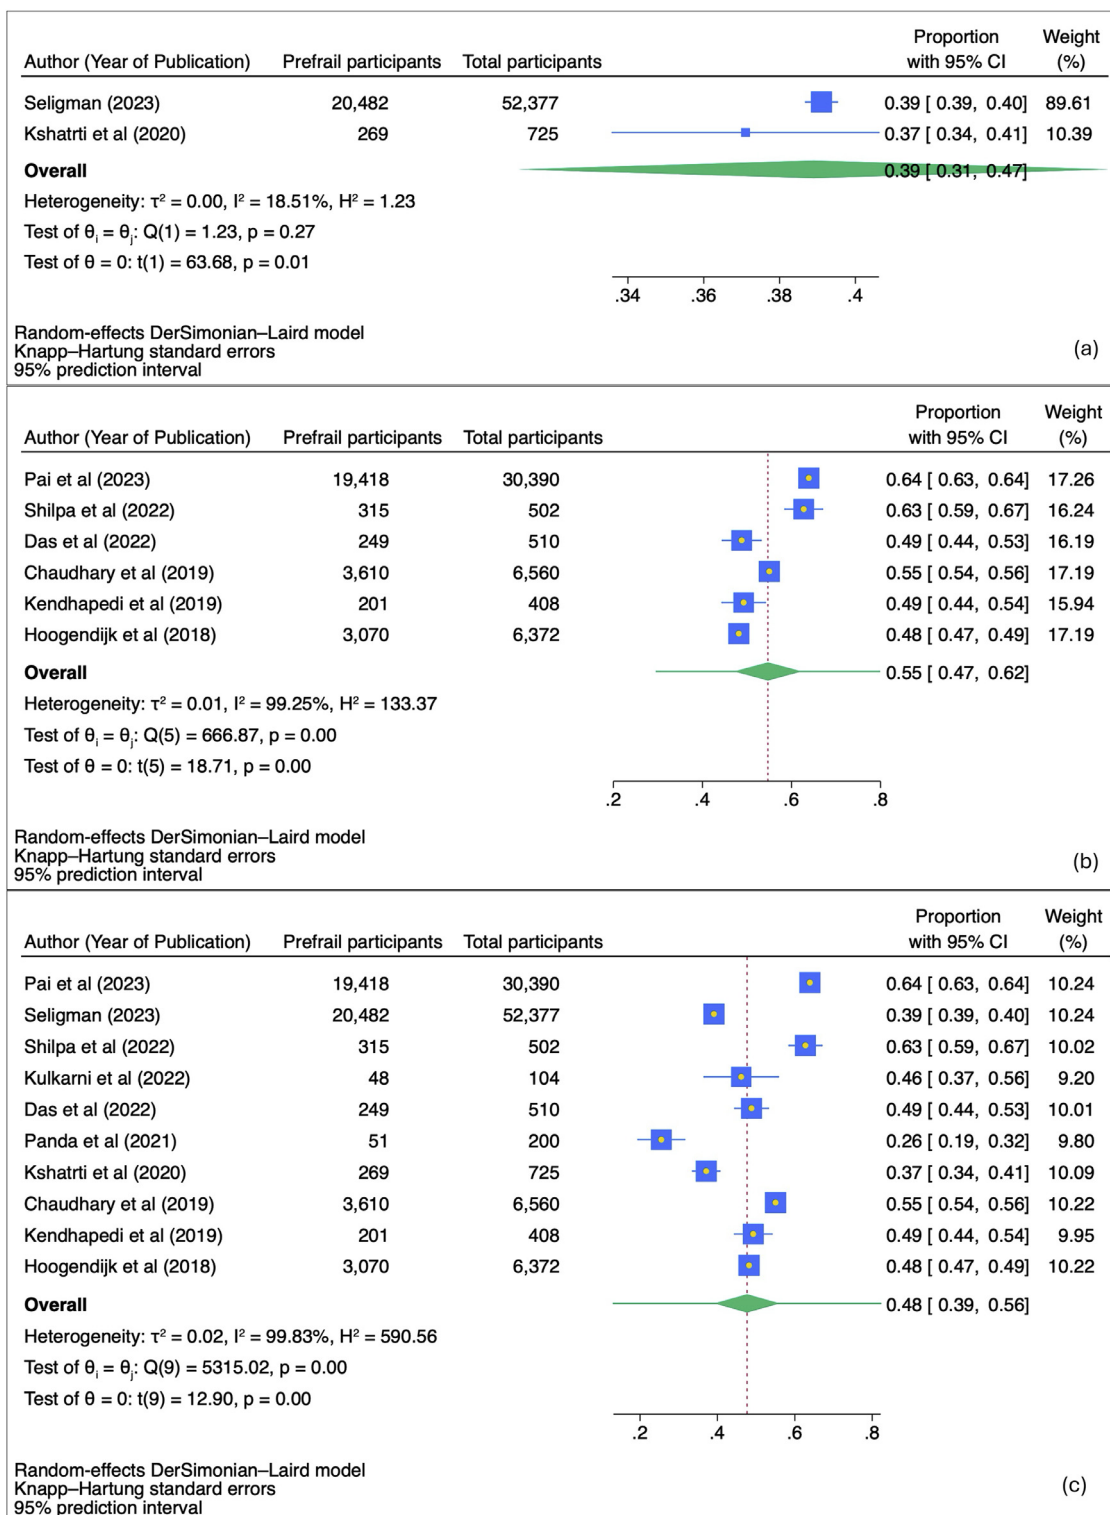 Proportion Weight
Author (Year of Publication) Prefrail participants Total participants with 95% CI (%)
Seligman (2023) 20,482 52,377 0.39 [ 0.39, 0.40] 89.61
Kshatrti et al (2020) 269 725 0.37 [ 0.34, 0.41] 10.39
Overall 0.39 [ 0.31, 0.47]
Heterogeneity: τ² = 0.00, I² = 18.51%, H² = 1.23
Test of θi = θj: Q(1) = 1.23, p = 0.27
Test of θ = 0: t(1) = 63.68, p = 0.01
.34 .36 .38 .4
Random-effects DerSimonian–Laird model
Knapp–Hartung standard errors
95% prediction interval
(a)
Proportion Weight
Author (Year of Publication) Prefrail participants Total participants with 95% CI (%)
Pai et al (2023) 19,418 30,390 0.64 [ 0.63, 0.64] 17.26
Shilpa et al (2022) 315 502 0.63 [ 0.59, 0.67] 16.24
Das et al (2022) 249 510 0.49 [ 0.44, 0.53] 16.19
Chaudhary et al (2019) 3,610 6,560 0.55 [ 0.54, 0.56] 17.19
Kendhapedi et al (2019) 201 408 0.49 [ 0.44, 0.54] 15.94
Hoogendijk et al (2018) 3,070 6,372 0.48 [ 0.47, 0.49] 17.19
Overall 0.55 [ 0.47, 0.62]
Heterogeneity: τ² = 0.01, I² = 99.25%, H² = 133.37
Test of θi = θj: Q(5) = 666.87, p = 0.00
Test of θ = 0: t(5) = 18.71, p = 0.00
.2 .4 .6 .8
Random-effects DerSimonian–Laird model
Knapp–Hartung standard errors
95% prediction interval
(b)
Proportion Weight
Author (Year of Publication) Prefrail participants Total participants with 95% CI (%)
Pai et al (2023) 19,418 30,390 0.64 [ 0.63, 0.64] 10.24
Seligman (2023) 20,482 52,377 0.39 [ 0.39, 0.40] 10.24
Shilpa et al (2022) 315 502 0.63 [ 0.59, 0.67] 10.02
Kulkarni et al (2022) 48 104 0.46 [ 0.37, 0.56] 9.20
Das et al (2022) 249 510 0.49 [ 0.44, 0.53] 10.01
Panda et al (2021) 51 200 0.26 [ 0.19, 0.32] 9.80
Kshatrti et al (2020) 269 725 0.37 [ 0.34, 0.41] 10.09
Chaudhary et al (2019) 3,610 6,560 0.55 [ 0.54, 0.56] 10.22
Kendhapedi et al (2019) 201 408 0.49 [ 0.44, 0.54] 9.95
Hoogendijk et al (2018) 3,070 6,372 0.48 [ 0.47, 0.49] 10.22
Overall 0.48 [ 0.39, 0.56]
Heterogeneity: τ² = 0.02, I² = 99.83%, H² = 590.56
Test of θi = θj: Q(9) = 5315.02, p = 0.00
Test of θ = 0: t(9) = 12.90, p = 0.00
.2 .4 .6 .8
Random-effects DerSimonian–Laird model
Knapp–Hartung standard errors
95% prediction interval
(c)